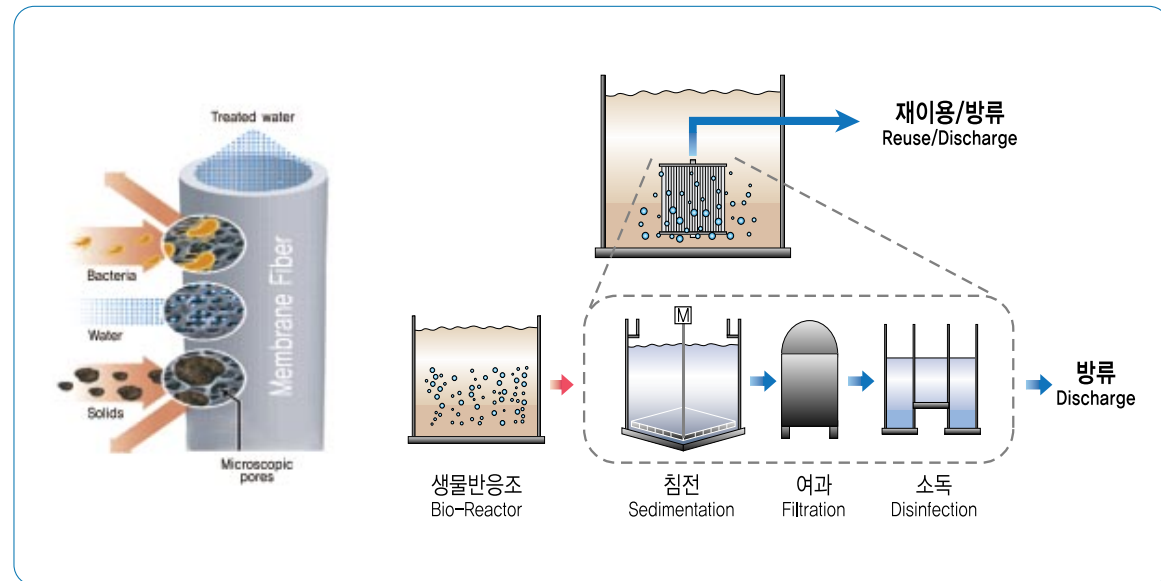 Treated water
Bacteria
Water
Solids
Membrane Fiber
Microscopic
pores
재이용/방류
Reuse/Discharge
M
방류
Discharge
생물반응조
Bio-Reactor
침전
Sedimentation
여과
Filtration
소독
Disinfection